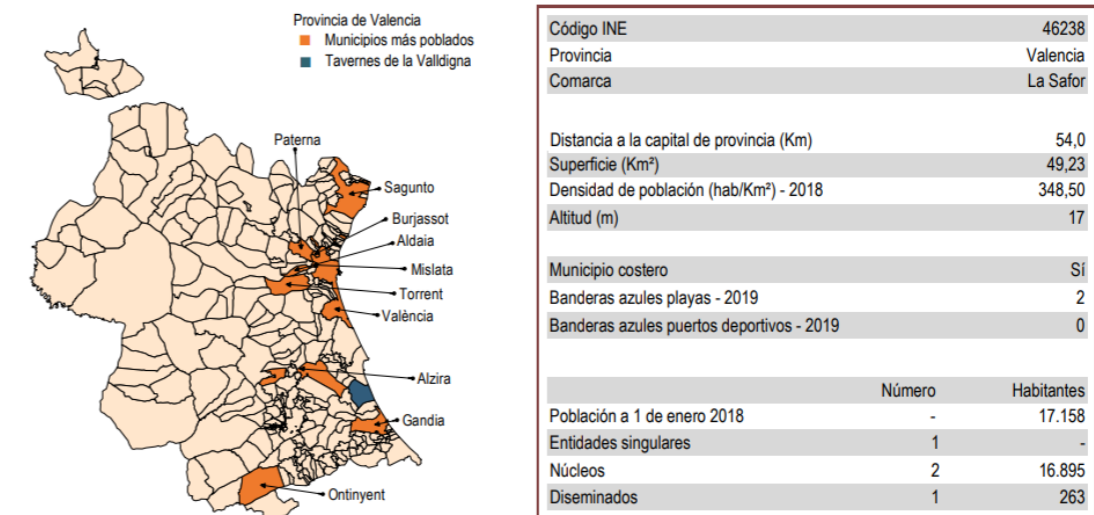 Provincia de Valencia
Municipios más poblados
Tavernes de la Valldigna
Paterna
Sagunto
Burjassot
Aldaia
Mislata
Torrent
València
Alzira
Gandia
Ontinyent
Código INE 46238
Provincia Valencia
Comarca La Safor
Distancia a la capital de provincia (Km) 54,0
Superficie (Km²) 49,23
Densidad de población (hab/Km²) - 2018 348,50
Altitud (m) 17
Municipio costero Sí
Banderas azules playas - 2019 2
Banderas azules puertos deportivos - 2019 0
Número Habitantes
Población a 1 de enero 2018 - 17.158
Entidades singulares 1 -
Núcleos 2 16.895
Diseminados 1 263